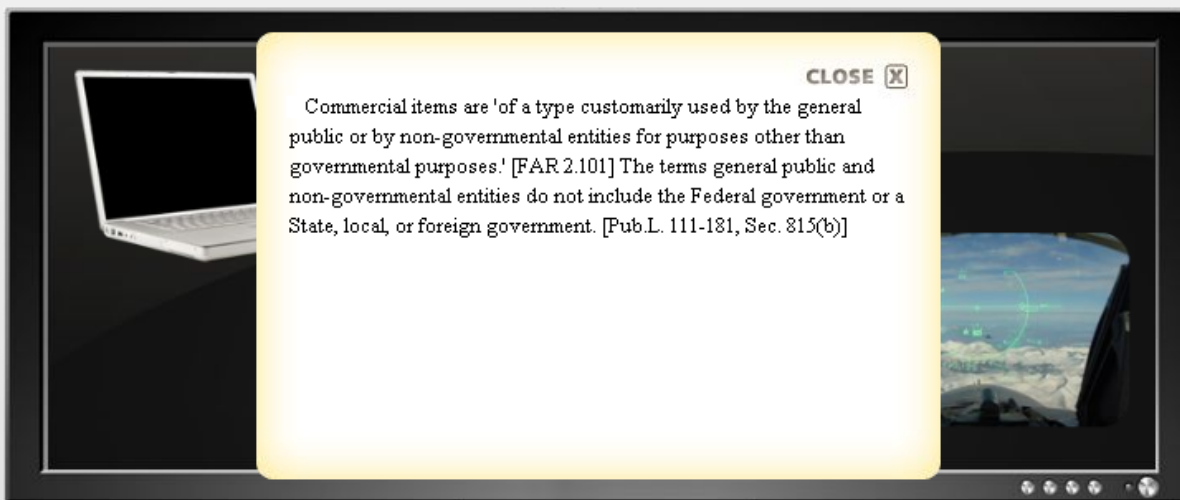 CLOSE X
Commercial items are 'of a type customarily used by the general
public or by non-governmental entities for purposes other than
governmental purposes.' [FAR 2.101] The terms general public and
non-governmental entities do not include the Federal government or a
State, local, or foreign government. [Pub.L. 111-181, Sec. 815(b)]